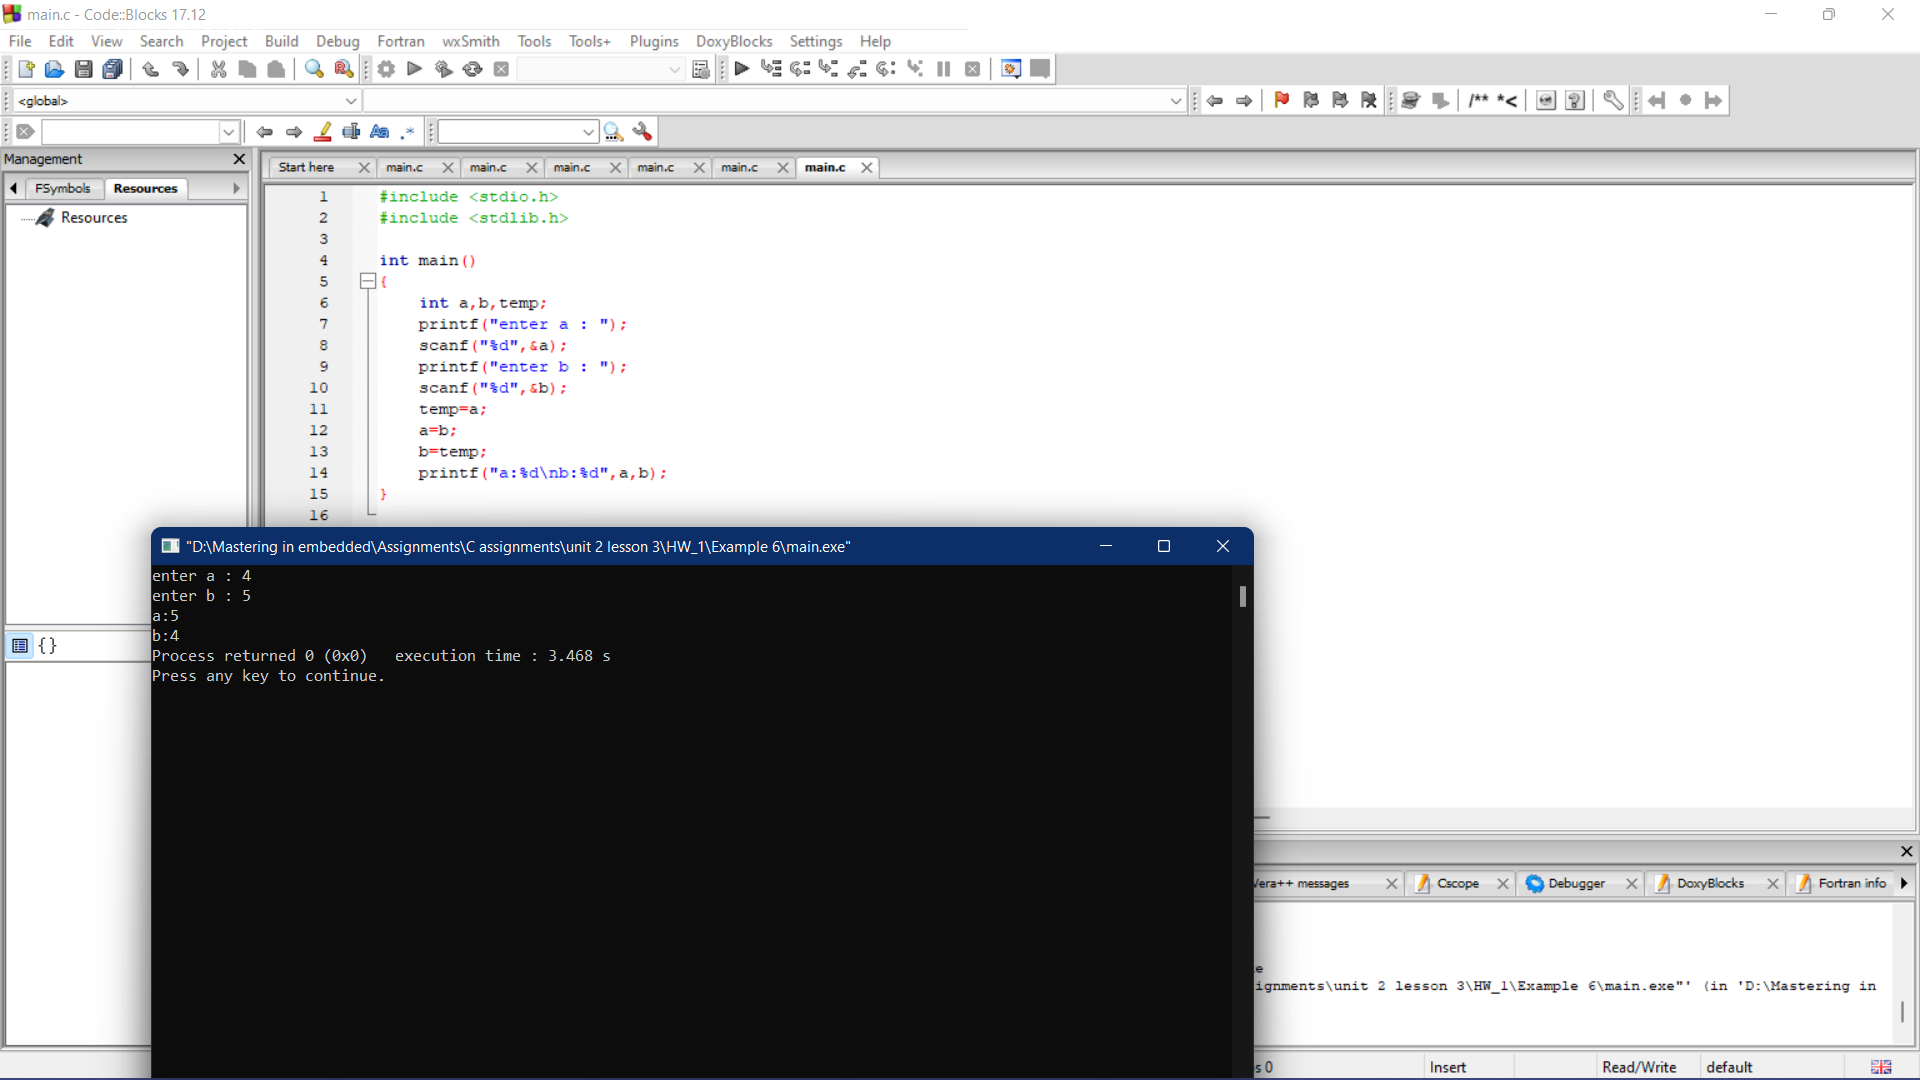 main.c - Code::Blocks 17.12
File Edit View Search Project Build Debug Fortran wxSmith Tools Tools+ Plugins DoxyBlocks Settings Help
<global>
/** *<
Management
FSymbols Resources
Resources
Start here main.c main.c main.c main.c main.c main.c
1 #include <stdio.h>
2 #include <stdlib.h>
3
4 int main()
5 {
6 int a,b,temp;
7 printf("enter a : ");
8 scanf("%d",&a);
9 printf("enter b : ");
10 scanf("%d",&b);
11 temp=a;
12 a=b;
13 b=temp;
14 printf("a:%d\nb:%d",a,b);
15 }
16
{}
"D:\Mastering in embedded\Assignments\C assignments\unit 2 lesson 3\HW_1\Example 6\main.exe"
enter a : 4
enter b : 5
a:5
b:4
Process returned 0 (0x0) execution time : 3.468 s
Press any key to continue.
Vera++ messages Cscope Debugger DoxyBlocks Fortran info
e
ignments\unit 2 lesson 3\HW_1\Example 6\main.exe"' (in 'D:\Mastering in
s 0 Insert Read/Write default